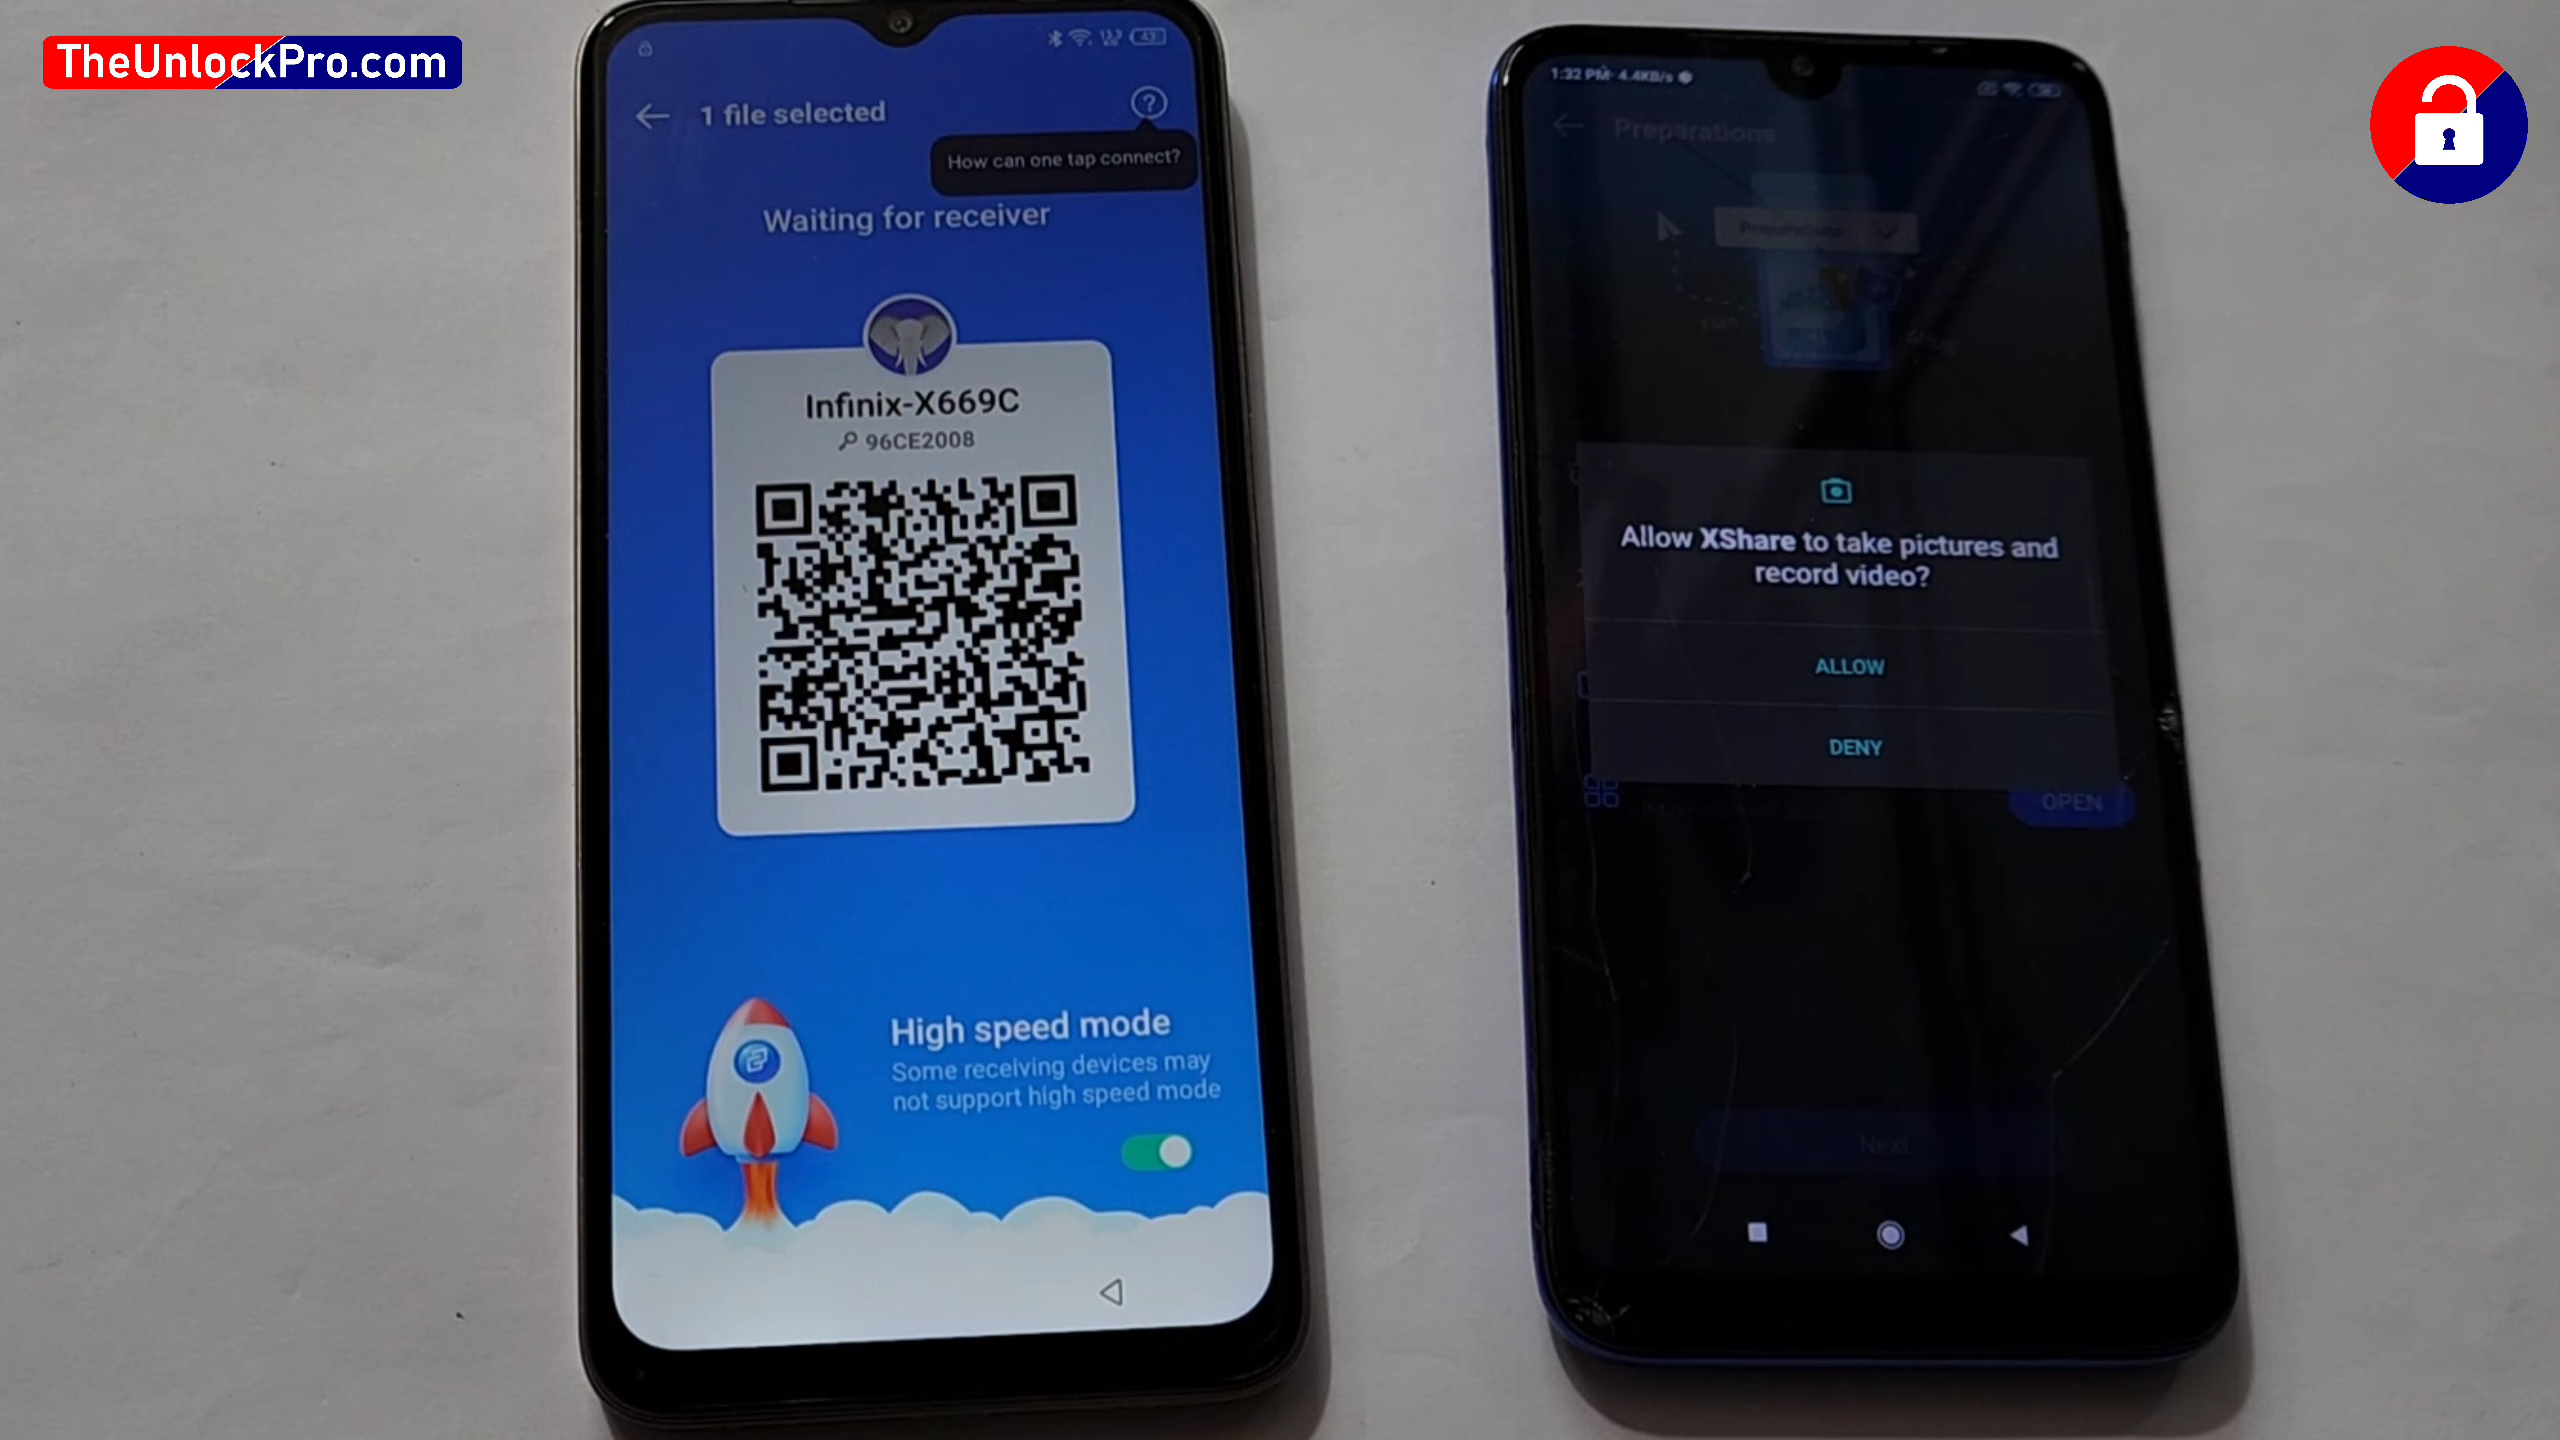 TheUnlockPro.com
1 file selected
How can one tap connect?
Waiting for receiver
Infinix-X669C
96CE2008
High speed mode
Some receiving devices may
not support high speed mode
1:32 PM 4.4KB/s
Preparations
Preparations
Allow XShare to take pictures and
record video?
ALLOW
DENY
OPEN
Next